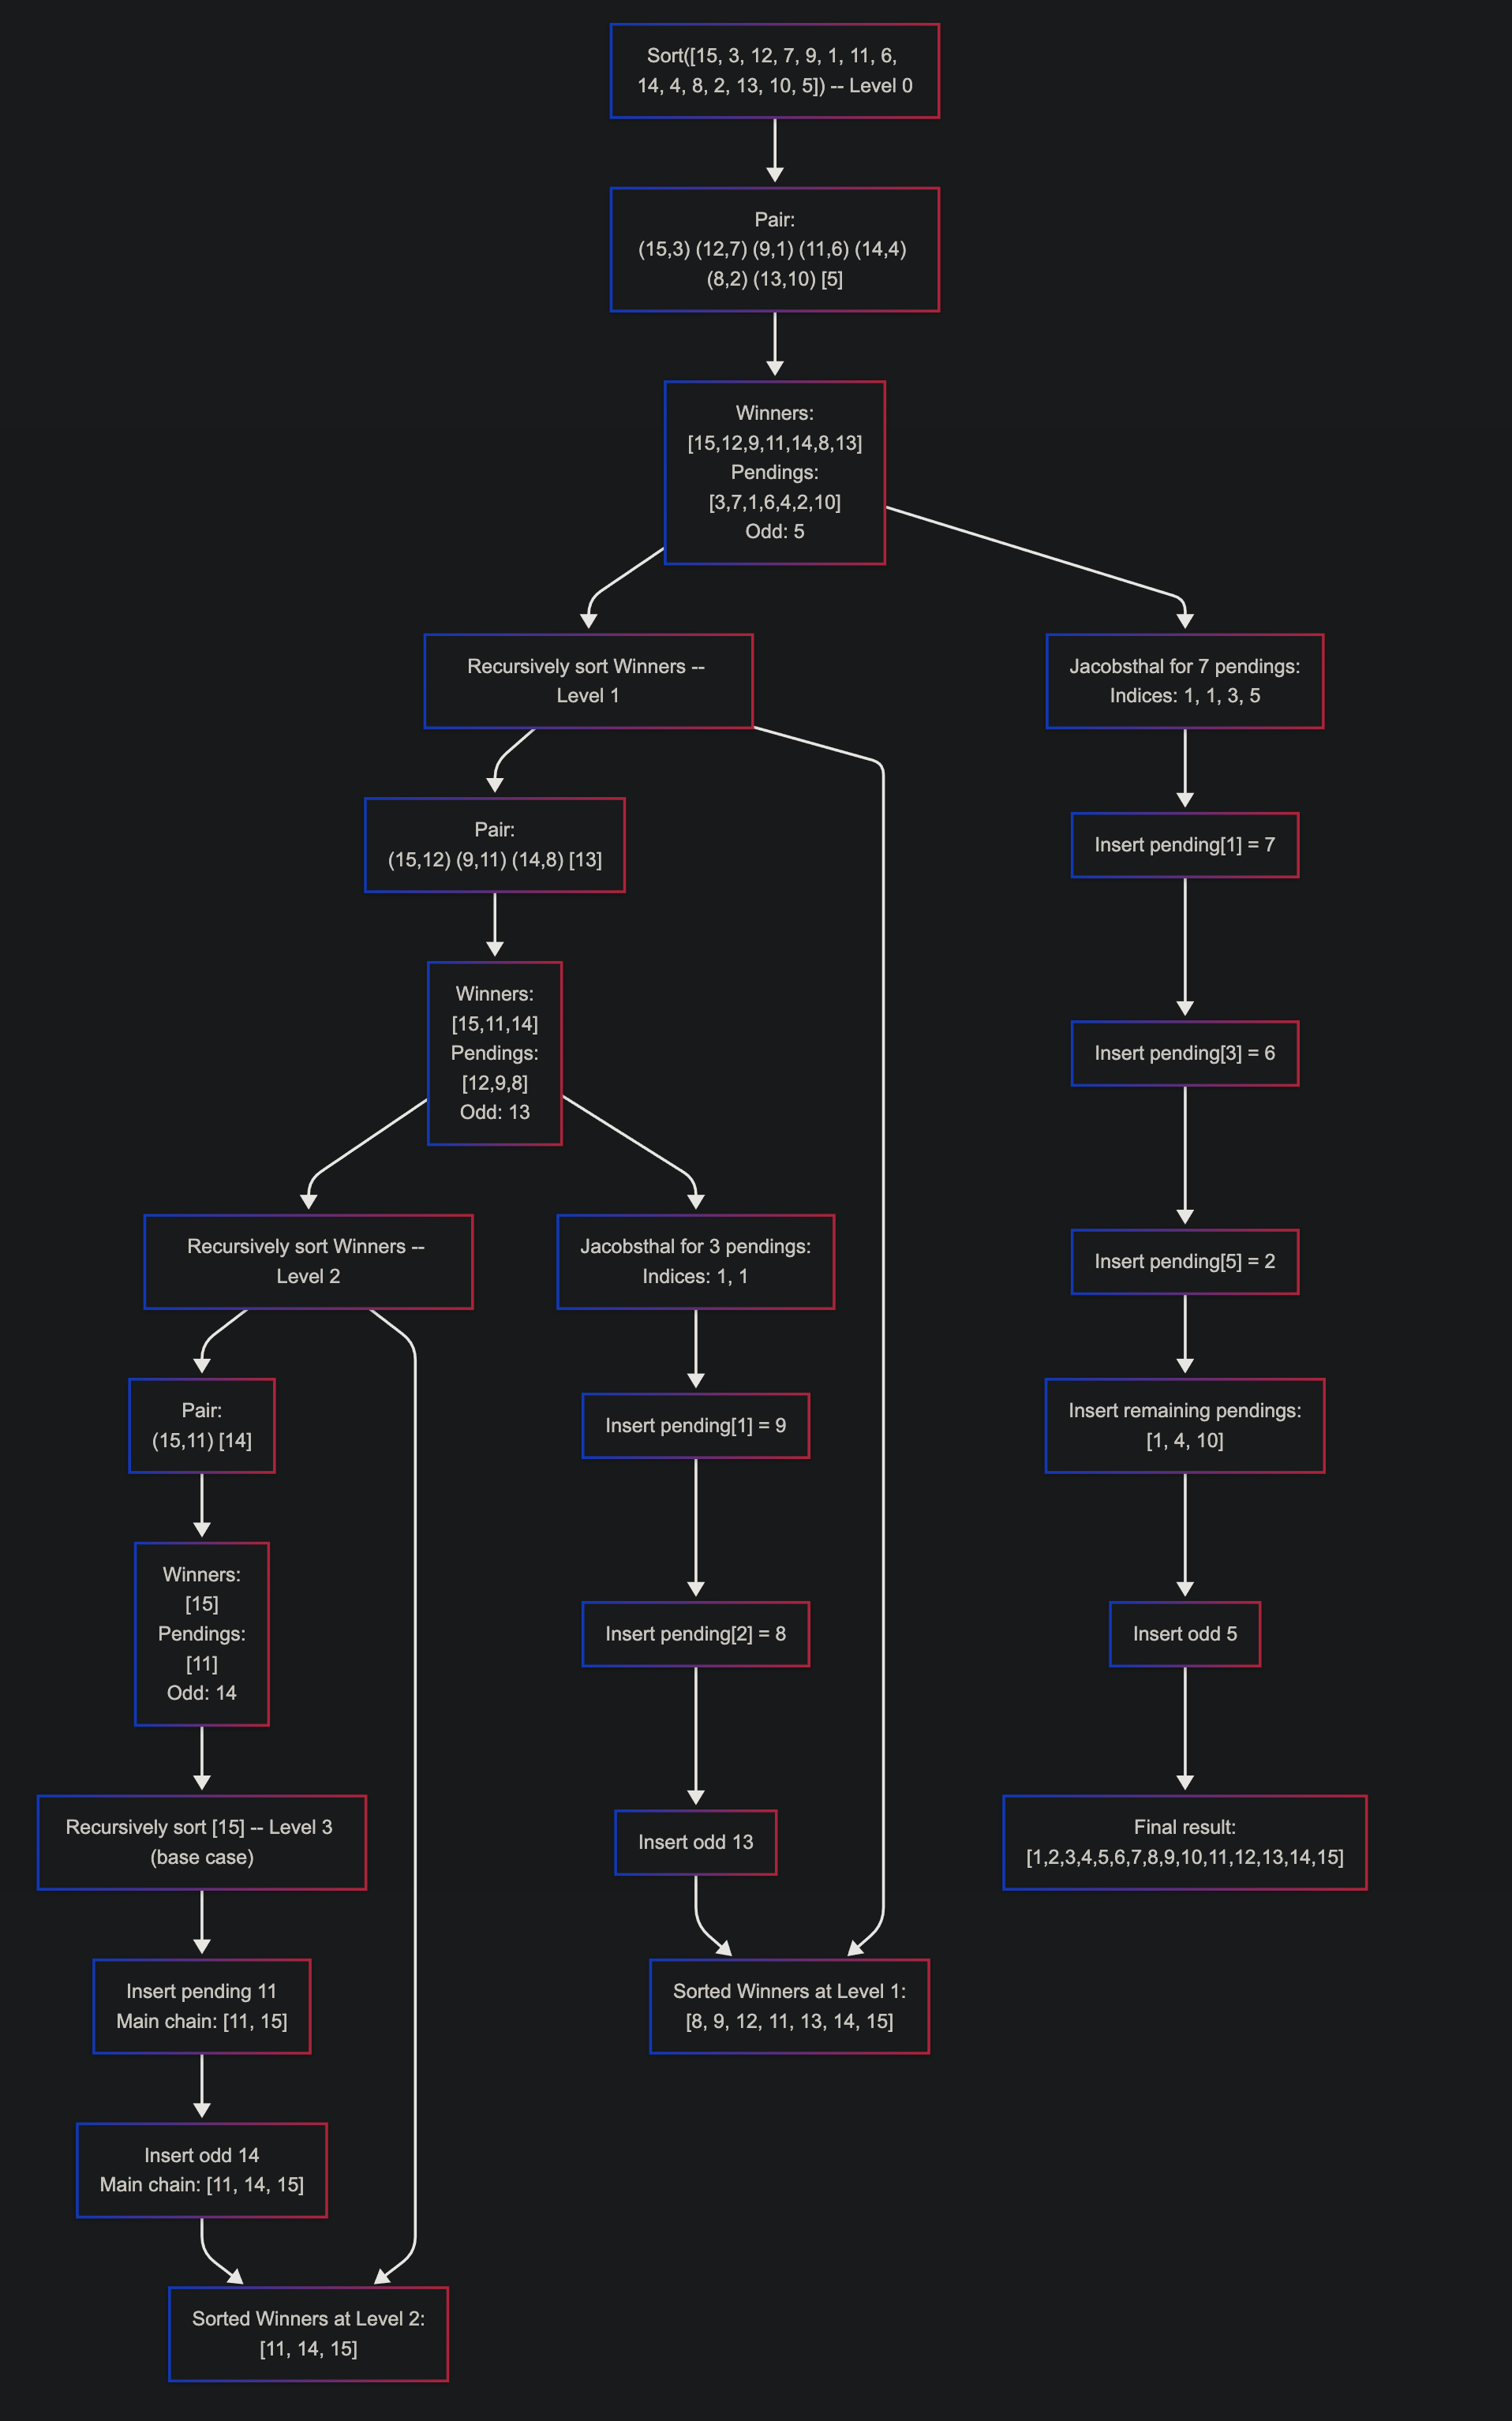 Sort([15, 3, 12, 7, 9, 1, 11, 6,
14, 4, 8, 2, 13, 10, 5]) -- Level 0
Pair:
(15,3) (12,7) (9,1) (11,6) (14,4)
(8,2) (13,10) [5]
Winners:
[15,12,9,11,14,8,13]
Pendings:
[3,7,1,6,4,2,10]
Odd: 5
Recursively sort Winners --
Level 1
Jacobsthal for 7 pendings:
Indices: 1, 1, 3, 5
Pair:
(15,12) (9,11) (14,8) [13]
Insert pending[1] = 7
Winners:
[15,11,14]
Pendings:
[12,9,8]
Odd: 13
Insert pending[3] = 6
Recursively sort Winners --
Level 2
Jacobsthal for 3 pendings:
Indices: 1, 1
Insert pending[5] = 2
Pair:
(15,11) [14]
Insert pending[1] = 9
Insert remaining pendings:
[1, 4, 10]
Winners:
[15]
Pendings:
[11]
Odd: 14
Insert pending[2] = 8
Insert odd 5
Recursively sort [15] -- Level 3
(base case)
Insert odd 13
Final result:
[1,2,3,4,5,6,7,8,9,10,11,12,13,14,15]
Insert pending 11
Main chain: [11, 15]
Sorted Winners at Level 1:
[8, 9, 12, 11, 13, 14, 15]
Insert odd 14
Main chain: [11, 14, 15]
Sorted Winners at Level 2:
[11, 14, 15]